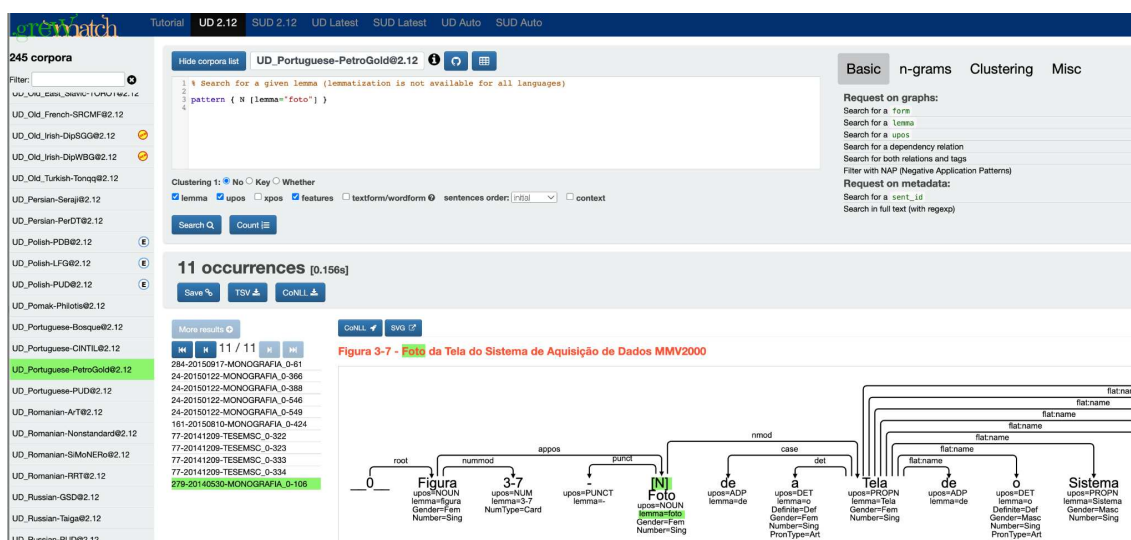 grewmatch
Tutorial UD 2.12 SUD 2.12 UD Latest SUD Latest UD Auto SUD Auto
245 corpora
Filter:
UD_Old_East_Slavic-TOROT@2.12
UD_Old_French-SRCMF@2.12
UD_Old_Irish-DipSGG@2.12
UD_Old_Irish-DipWBG@2.12
UD_Old_Turkish-Tonqq@2.12
UD_Persian-Seraji@2.12
UD_Persian-PerDT@2.12
UD_Polish-PDB@2.12 E
UD_Polish-LFG@2.12 E
UD_Polish-PUD@2.12 E
UD_Pomak-Philotis@2.12
UD_Portuguese-Bosque@2.12
UD_Portuguese-CINTIL@2.12
UD_Portuguese-PetroGold@2.12
UD_Portuguese-PUD@2.12
UD_Romanian-ArT@2.12
UD_Romanian-Nonstandard@2.12
UD_Romanian-SiMoNERo@2.12
UD_Romanian-RRT@2.12
UD_Russian-GSD@2.12
UD_Russian-Taiga@2.12
UD_Russian-PUD@2.12
Hide corpora list UD_Portuguese-PetroGold@2.12
1 % Search for a given lemma (lemmatization is not available for all languages)
2
3 pattern { N [lemma="foto"] }
4
Clustering 1: No Key Whether
lemma upos xpos features textform/wordform sentences order: initial context
Search Count
Basic n-grams Clustering Misc
Request on graphs:
Search for a form
Search for a lemma
Search for a upos
Search for a dependency relation
Search for both relations and tags
Filter with NAP (Negative Application Patterns)
Request on metadata:
Search for a sent_id
Search in full text (with regexp)
11 occurrences [0.156s]
Save TSV CoNLL
More results
11 / 11
284-20150917-MONOGRAFIA_0-61
24-20150122-MONOGRAFIA_0-366
24-20150122-MONOGRAFIA_0-388
24-20150122-MONOGRAFIA_0-546
24-20150122-MONOGRAFIA_0-549
161-20150810-MONOGRAFIA_0-424
77-20141209-TESEMSC_0-322
77-20141209-TESEMSC_0-323
77-20141209-TESEMSC_0-333
77-20141209-TESEMSC_0-334
279-20140530-MONOGRAFIA_0-106
CoNLL SVG
Figura 3-7 - Foto da Tela do Sistema de Aquisição de Dados MMV2000
flat:name
flat:name
flat:name
nmod flat:name
appos case flat:name
root nummod punct det flat:name
__0__ Figura 3-7 - [N] de a Tela de o Sistema
Foto
upos=NOUN upos=NUM upos=PUNCT upos=NOUN upos=ADP upos=DET upos=PROPN upos=ADP upos=DET upos=PROPN
lemma=figura lemma=3-7 lemma=- lemma=foto lemma=de lemma=o lemma=Tela lemma=de lemma=o lemma=Sistema
Gender=Fem NumType=Card Gender=Fem Definite=Def Gender=Fem Definite=Def Gender=Masc
Number=Sing Number=Sing Gender=Fem Number=Sing Gender=Masc Number=Sing
Number=Sing Number=Sing
PronType=Art PronType=Art